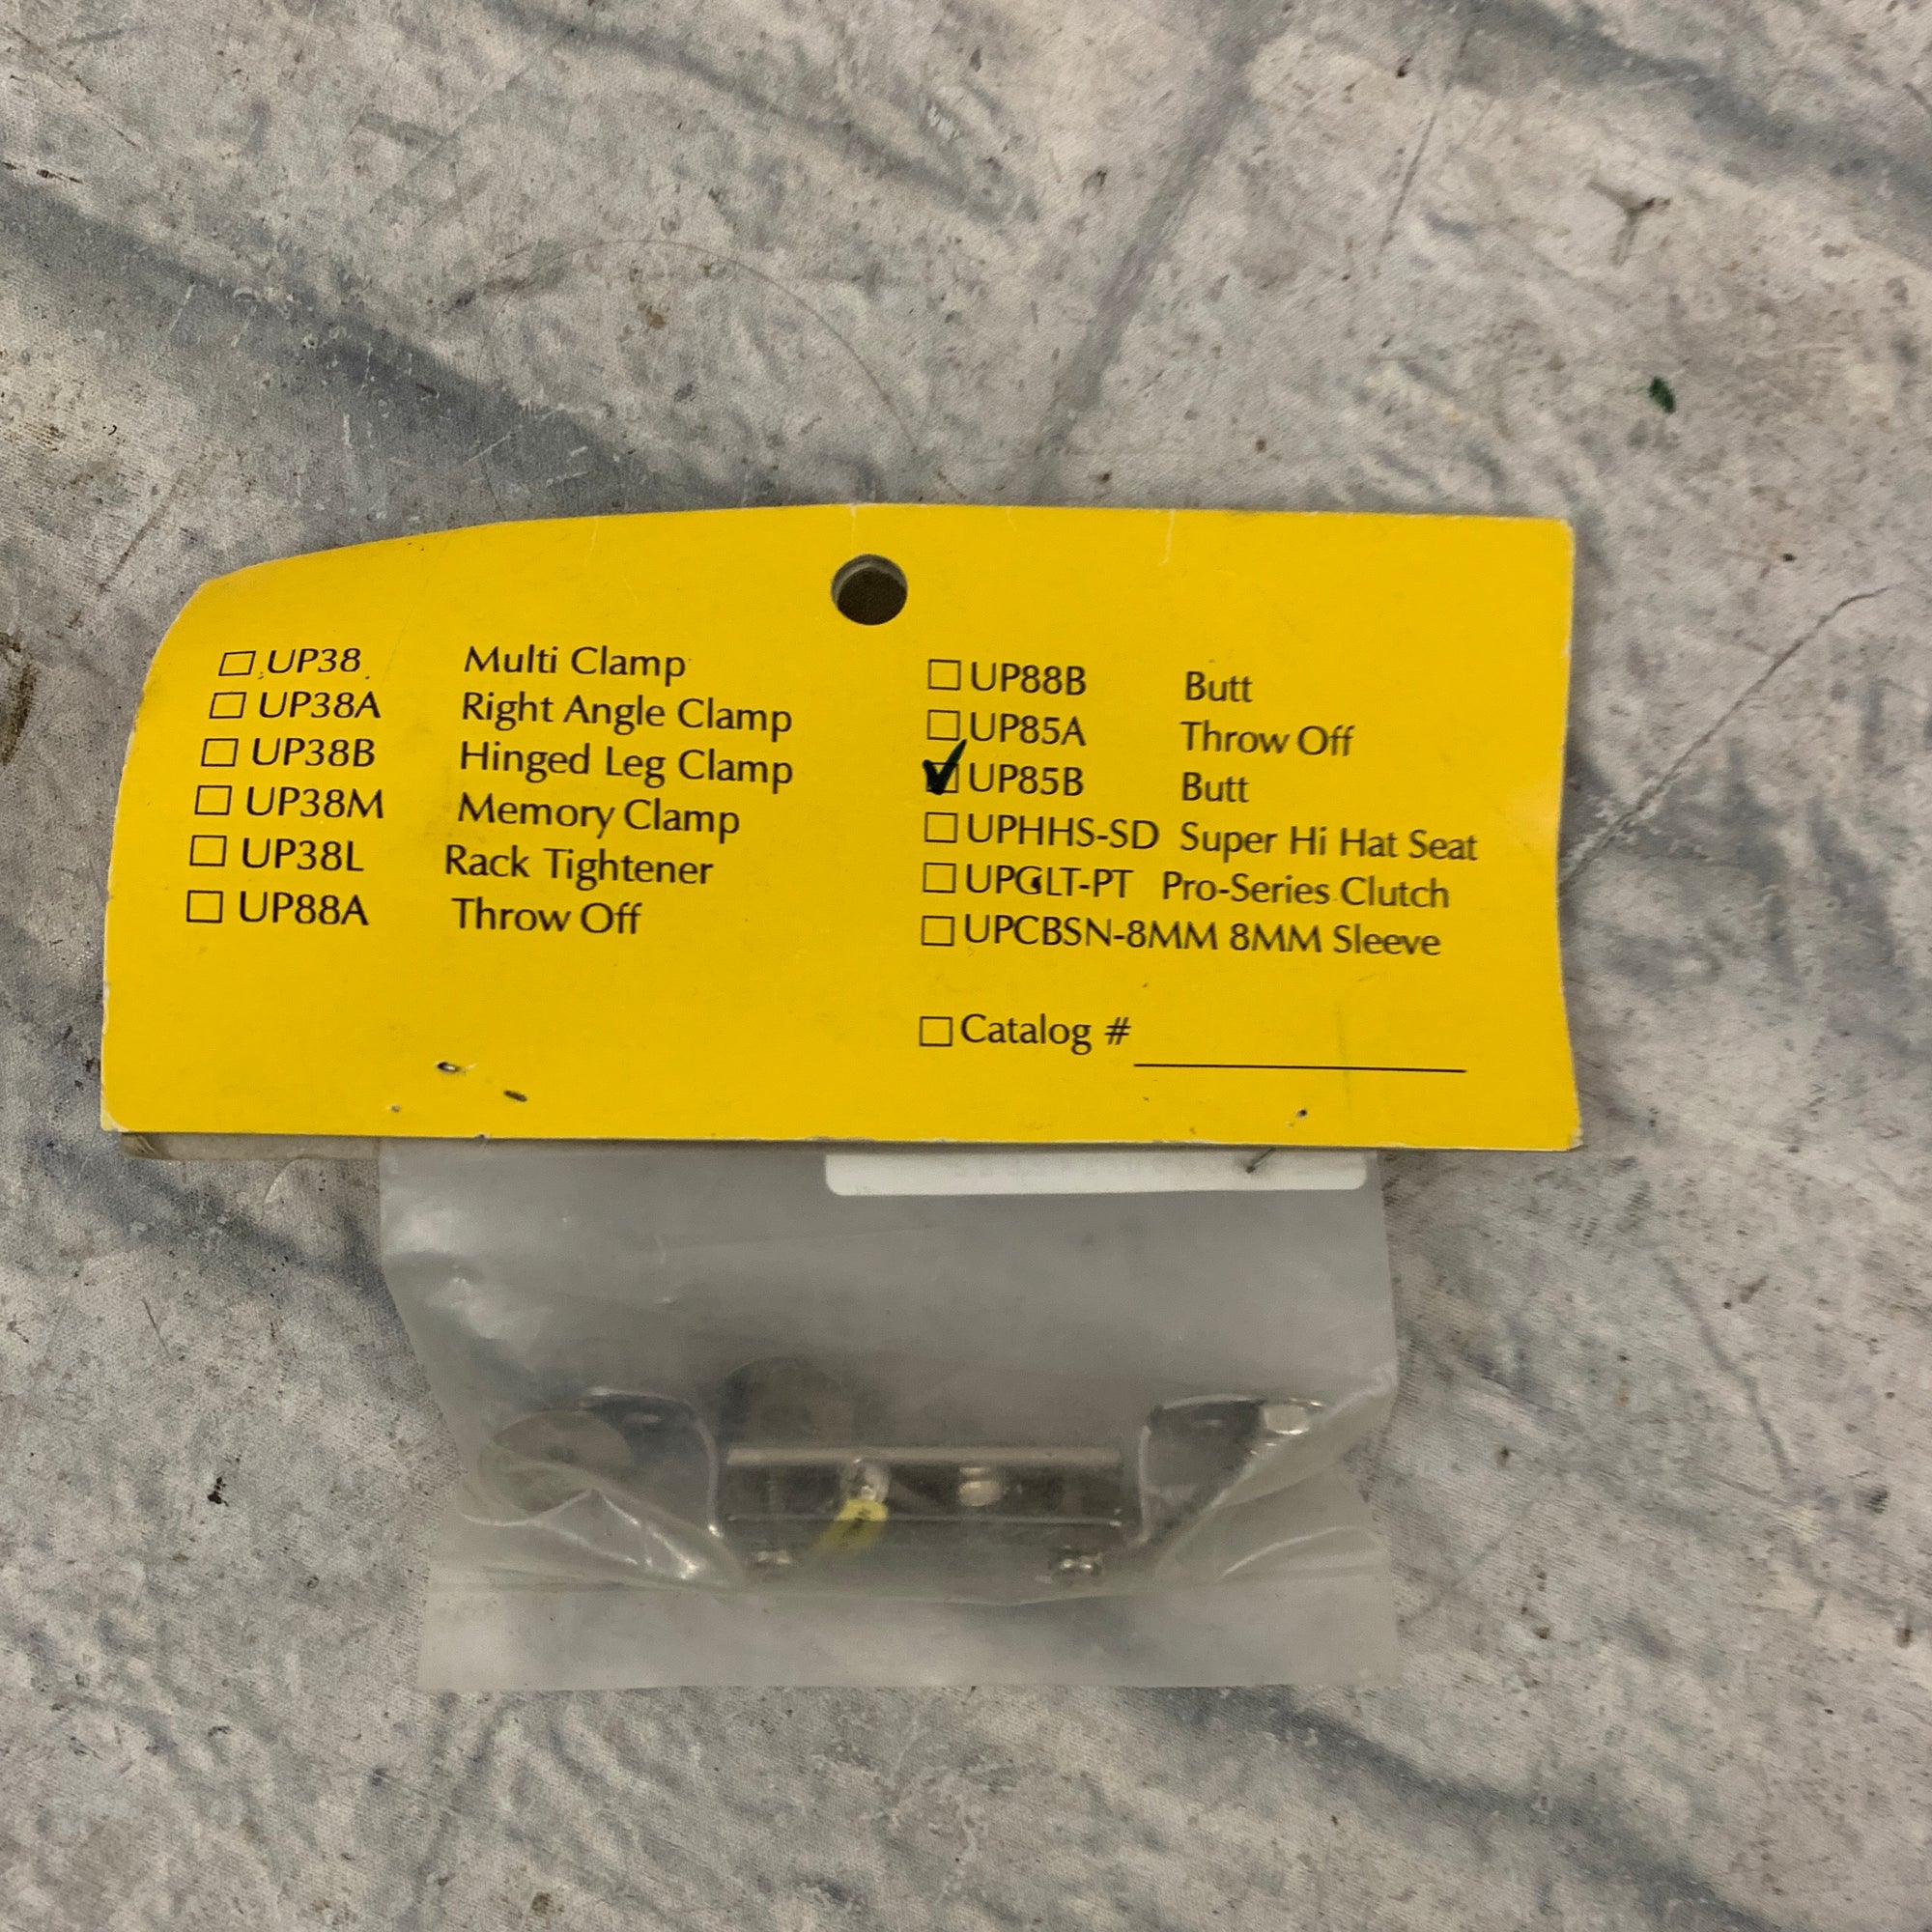 UP38 Multi Clamp
UP38A Right Angle Clamp
UP38B Hinged Leg Clamp
UP38M Memory Clamp
UP38L Rack Tightener
UP88A Throw Off
UP88B Butt
UP85A Throw Off
UP85B Butt
UPHHS-SD Super Hi Hat Seat
UPCLT-PT Pro-Series Clutch
UPCBSN-8MM 8MM Sleeve
Catalog #